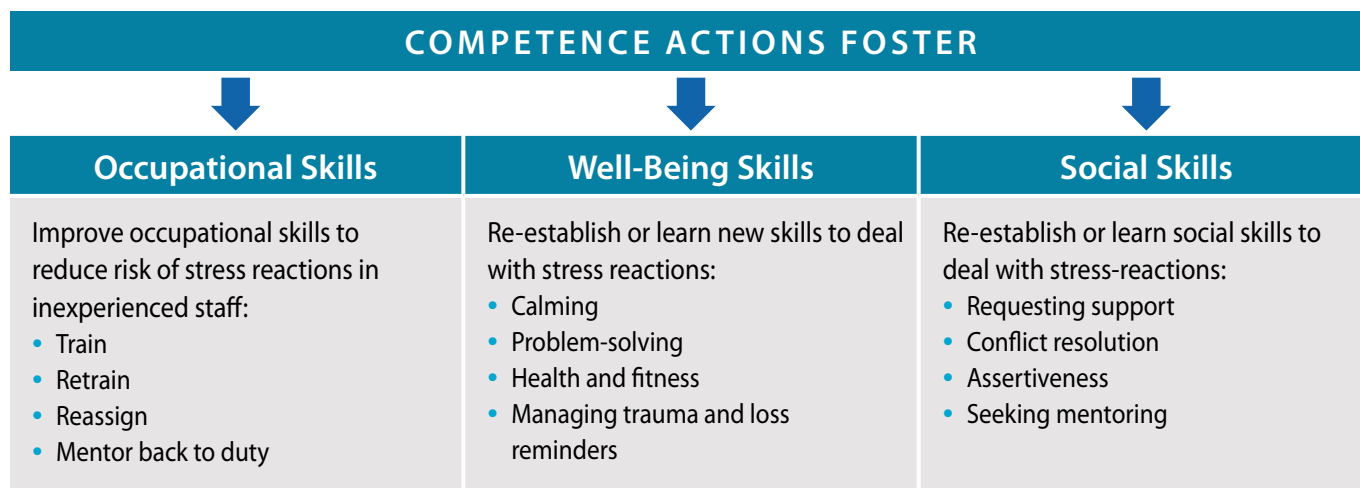 COMPETENCE ACTIONS FOSTER
Occupational Skills
Improve occupational skills to
reduce risk of stress reactions in
inexperienced staff:
• Train
• Retrain
• Reassign
• Mentor back to duty
Well-Being Skills
Re-establish or learn new skills to deal
with stress reactions:
• Calming
• Problem-solving
• Health and fitness
• Managing trauma and loss
reminders
Social Skills
Re-establish or learn social skills to
deal with stress-reactions:
• Requesting support
• Conflict resolution
• Assertiveness
• Seeking mentoring